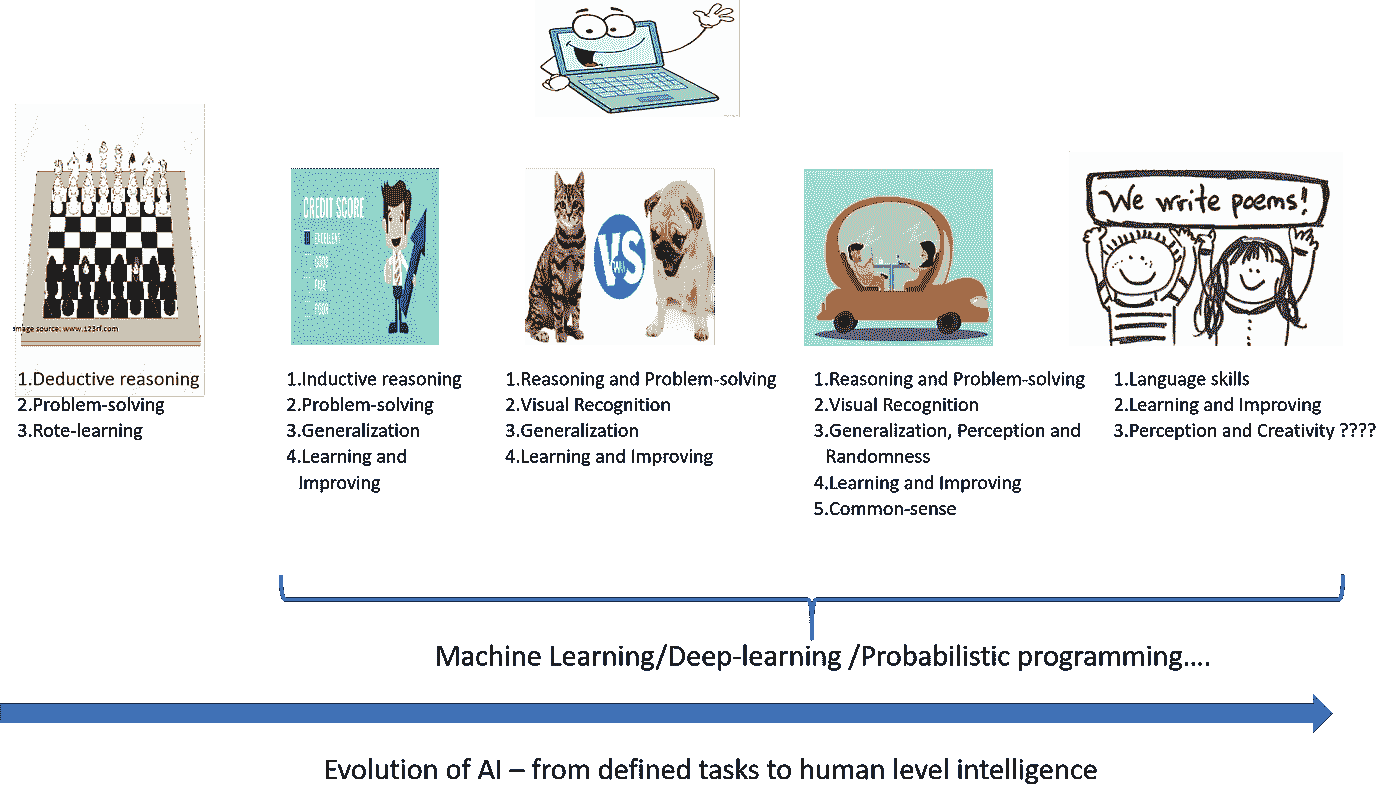 We write poems!
CREDIT SCORE
EXCELLENT
GOOD
FAIR
POOR
VS
Image source: www.123rf.com
1.Deductive reasoning
2.Problem-solving
3.Rote-learning
1.Inductive reasoning
2.Problem-solving
3.Generalization
4.Learning and
Improving
1.Reasoning and Problem-solving
2.Visual Recognition
3.Generalization
4.Learning and Improving
1.Reasoning and Problem-solving
2.Visual Recognition
3.Generalization, Perception and
Randomness
4.Learning and Improving
5.Common-sense
1.Language skills
2.Learning and Improving
3.Perception and Creativity ????
Machine Learning/Deep-learning /Probabilistic programming....
Evolution of AI – from defined tasks to human level intelligence